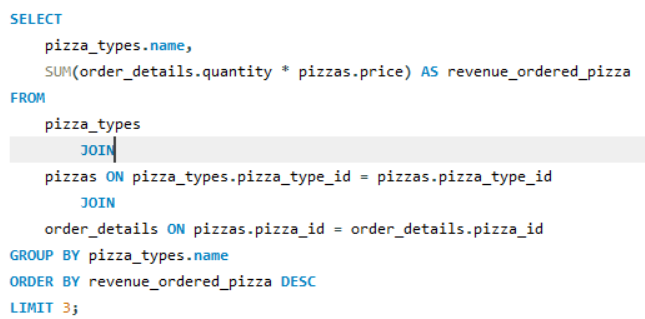 SELECT
    pizza_types.name,
    SUM(order_details.quantity * pizzas.price) AS revenue_ordered_pizza
FROM
    pizza_types
        JOIN
    pizzas ON pizza_types.pizza_type_id = pizzas.pizza_type_id
        JOIN
    order_details ON pizzas.pizza_id = order_details.pizza_id
GROUP BY pizza_types.name
ORDER BY revenue_ordered_pizza DESC
LIMIT 3;